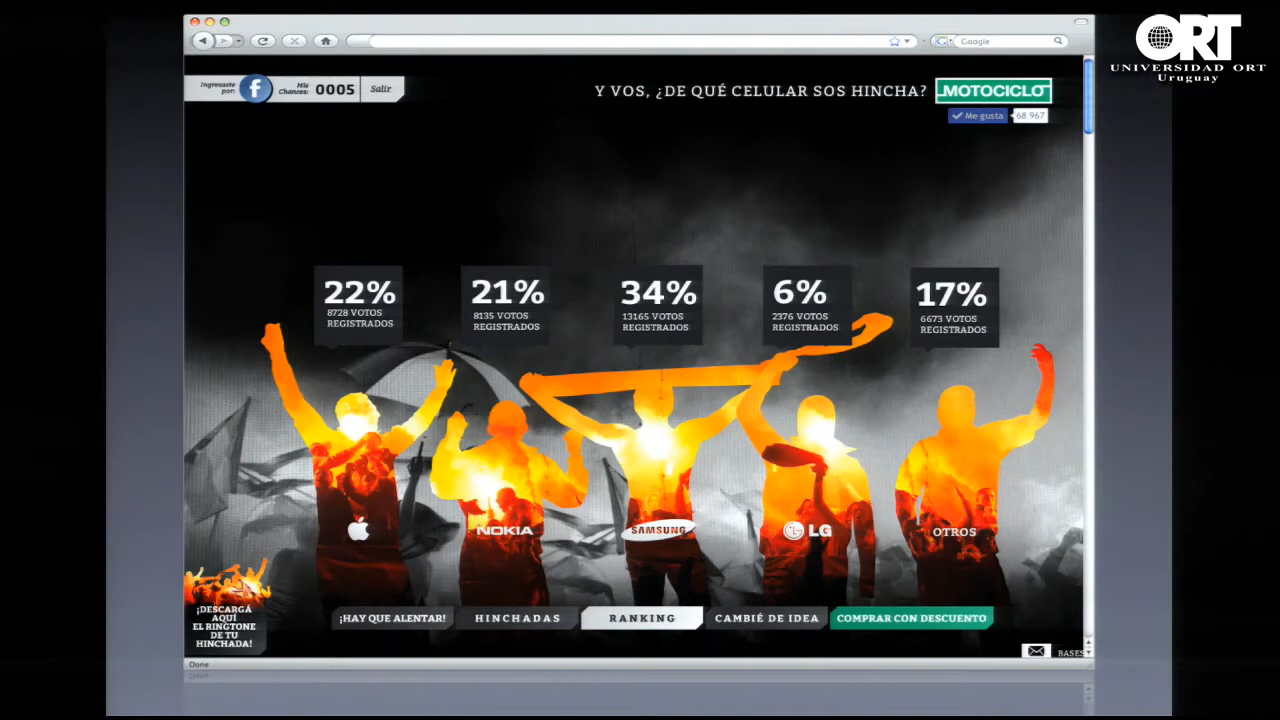 ORT
UNIVERSIDAD ORT
Uruguay
Google
Ingresaste
por:
f
Mis
Chances:
0005
Salir
Y VOS, ¿DE QUÉ CELULAR SOS HINCHA?
MOTOCICLO
Me gusta
68 967
22%
8728 VOTOS
REGISTRADOS
21%
8135 VOTOS
REGISTRADOS
34%
13165 VOTOS
REGISTRADOS
6%
2376 VOTOS
REGISTRADOS
17%
6673 VOTOS
REGISTRADOS
NOKIA
SAMSUNG
LG
OTROS
¡DESCARGÁ
AQUÍ
EL RINGTONE
DE TU
HINCHADA!
¡HAY QUE ALENTAR!
HINCHADAS
RANKING
CAMBIÉ DE IDEA
COMPRAR CON DESCUENTO
BASES
Done